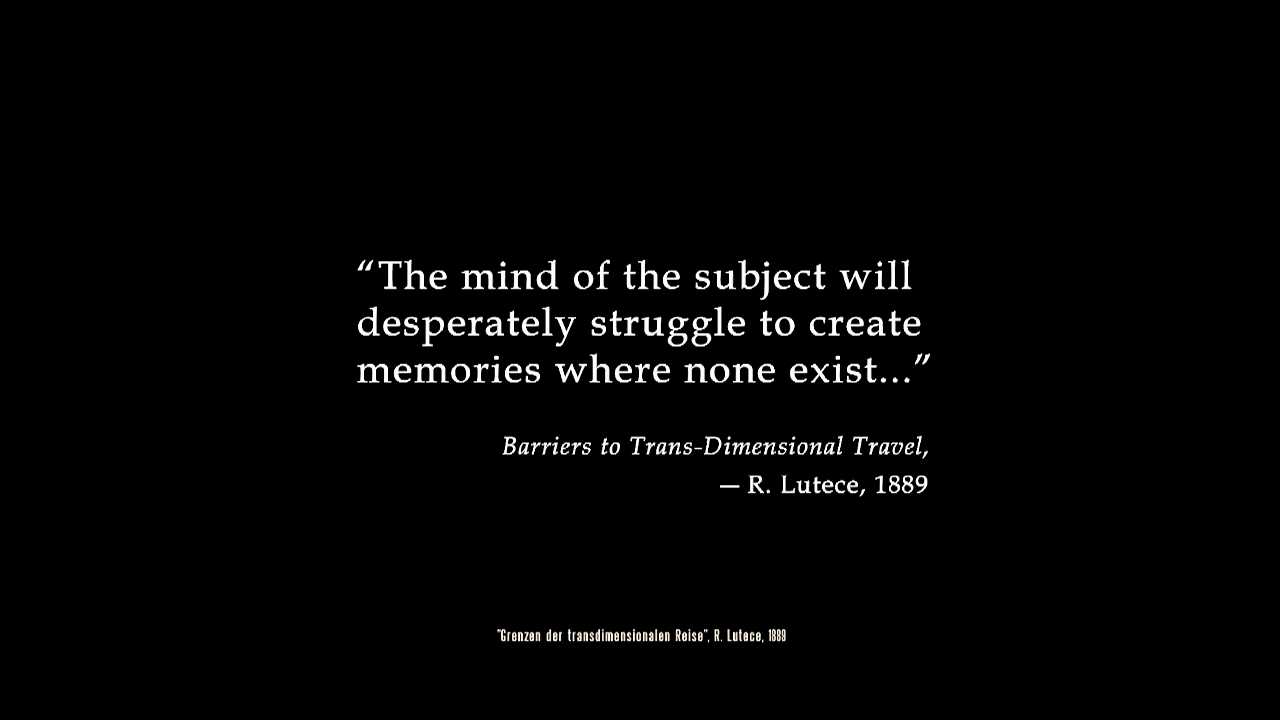 “The mind of the subject will
desperately struggle to create
memories where none exist...”
Barriers to Trans-Dimensional Travel,
— R. Lutece, 1889
"Grenzen der transdimensionalen Reise", R. Lutece, 1889